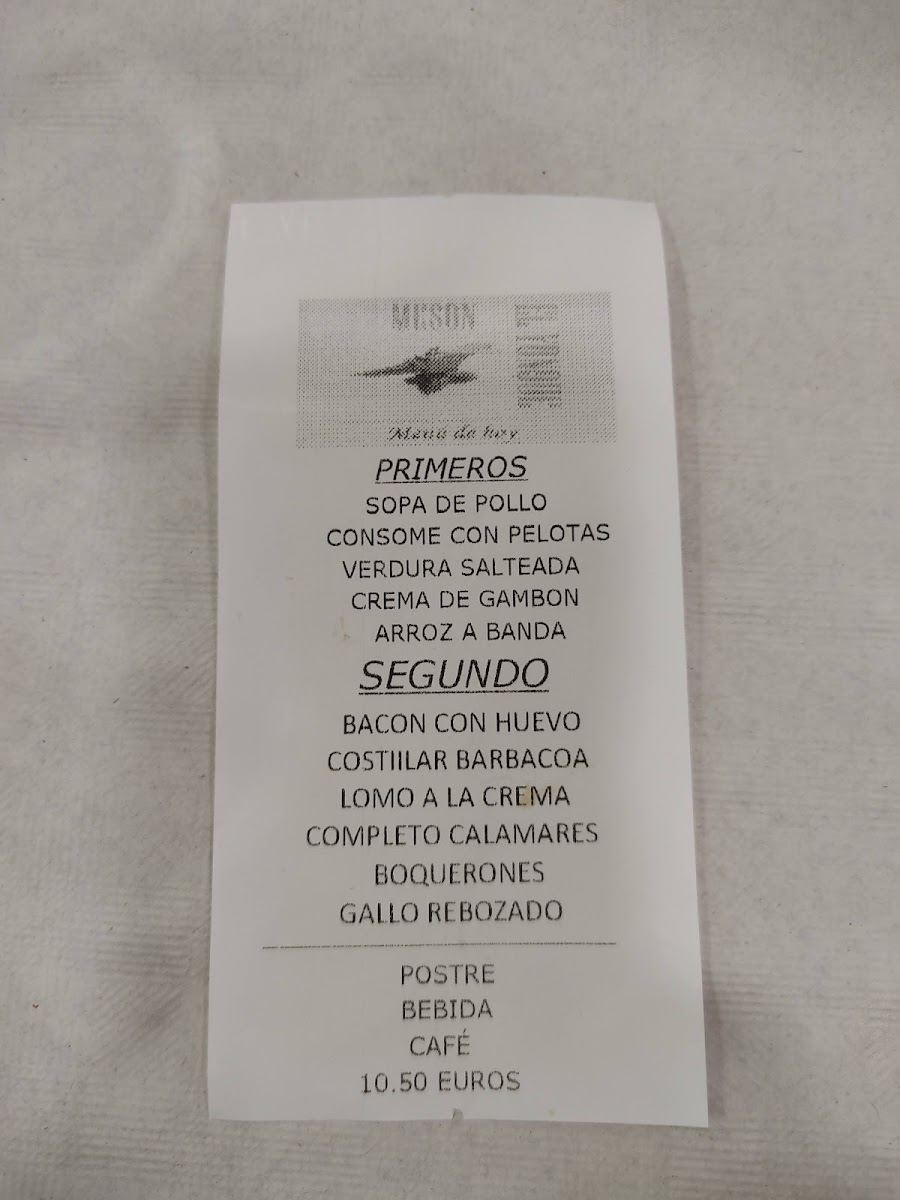 MESON
Menú de hoy
PRIMEROS
SOPA DE POLLO
CONSOME CON PELOTAS
VERDURA SALTEADA
CREMA DE GAMBON
ARROZ A BANDA
SEGUNDO
BACON CON HUEVO
COSTIILAR BARBACOA
LOMO A LA CREMA
COMPLETO CALAMARES
BOQUERONES
GALLO REBOZADO
POSTRE
BEBIDA
CAFÉ
10.50 EUROS